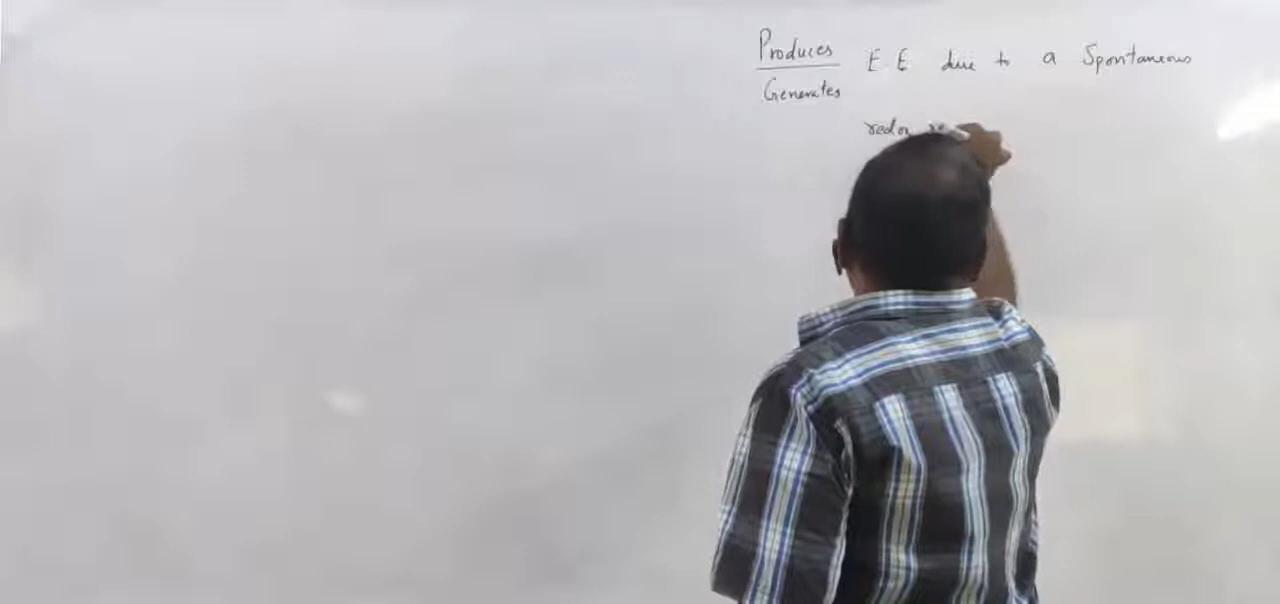 Produces E.E due to a Spontaneous
Generates
redox